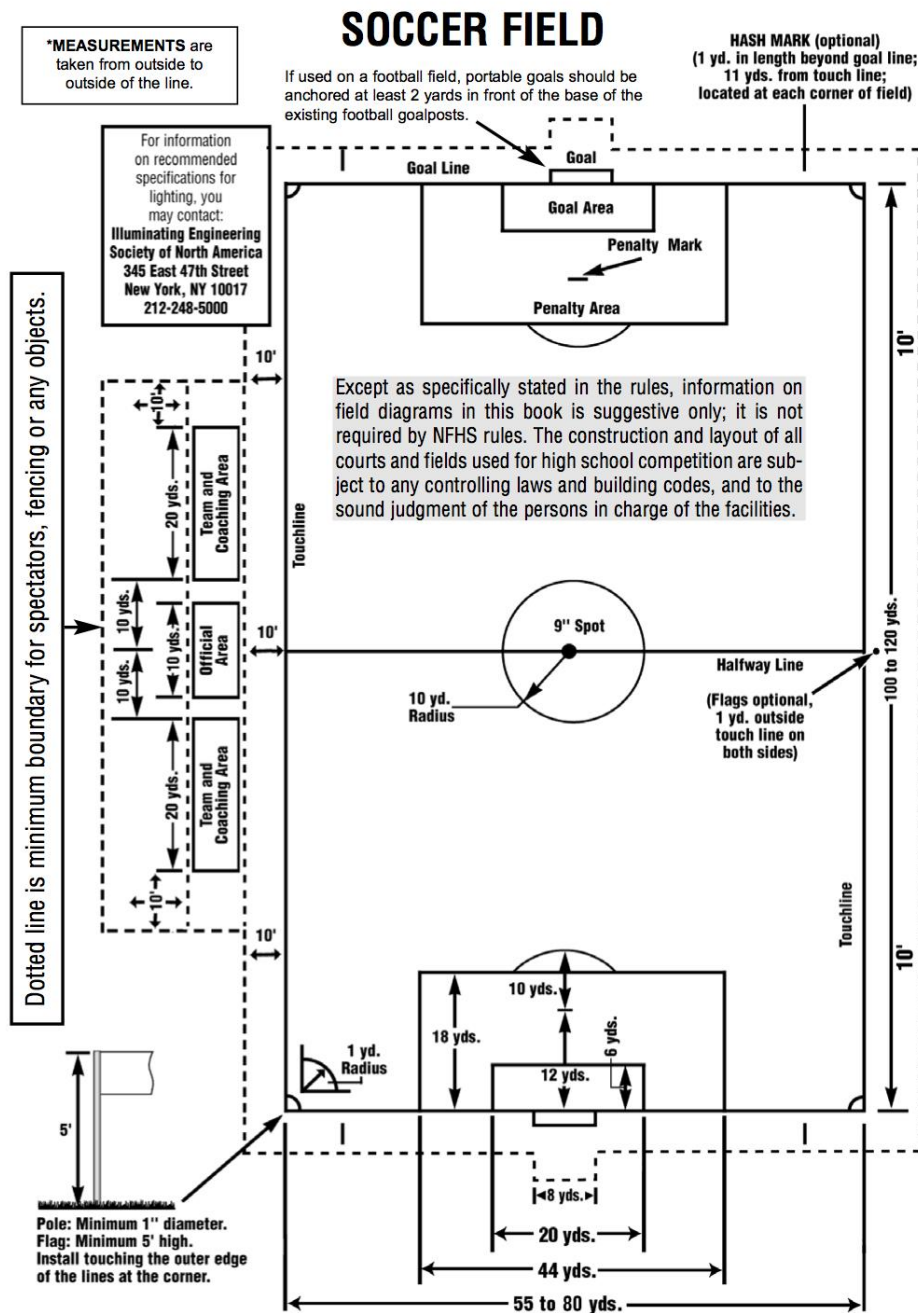 SOCCER FIELD
*MEASUREMENTS are
taken from outside to
outside of the line.
If used on a football field, portable goals should be
anchored at least 2 yards in front of the base of the
existing football goalposts.
HASH MARK (optional)
(1 yd. in length beyond goal line;
11 yds. from touch line;
located at each corner of field)
For information
on recommended
specifications for
lighting, you
may contact:
Illuminating Engineering
Society of North America
345 East 47th Street
New York, NY 10017
212-248-5000
Goal Line
Goal
Goal Area
Penalty Mark
Penalty Area
Dotted line is minimum boundary for spectators, fencing or any objects.
10'
10'
10'
Except as specifically stated in the rules, information on
field diagrams in this book is suggestive only; it is not
required by NFHS rules. The construction and layout of all
courts and fields used for high school competition are sub-
ject to any controlling laws and building codes, and to the
sound judgment of the persons in charge of the facilities.
20 yds.
Team and
Coaching Area
Touchline
10 yds.
10 yds.
10 yds.
Official
Area
10'
9" Spot
10 yd.
Radius
Halfway Line
(Flags optional,
1 yd. outside
touch line on
both sides)
100 to 120 yds.
20 yds.
Team and
Coaching Area
10'
10'
Touchline
10'
10 yds.
18 yds.
12 yds.
6 yds.
1 yd.
Radius
5'
Pole: Minimum 1" diameter.
Flag: Minimum 5' high.
Install touching the outer edge
of the lines at the corner.
8 yds.
20 yds.
44 yds.
55 to 80 yds.